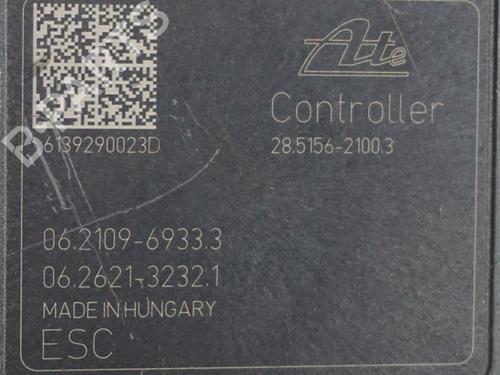 Ate
Controller
6139290023D
28.5156-2100.3
06.2109-6933.3
06.2621-3232.1
MADE IN HUNGARY
ESC